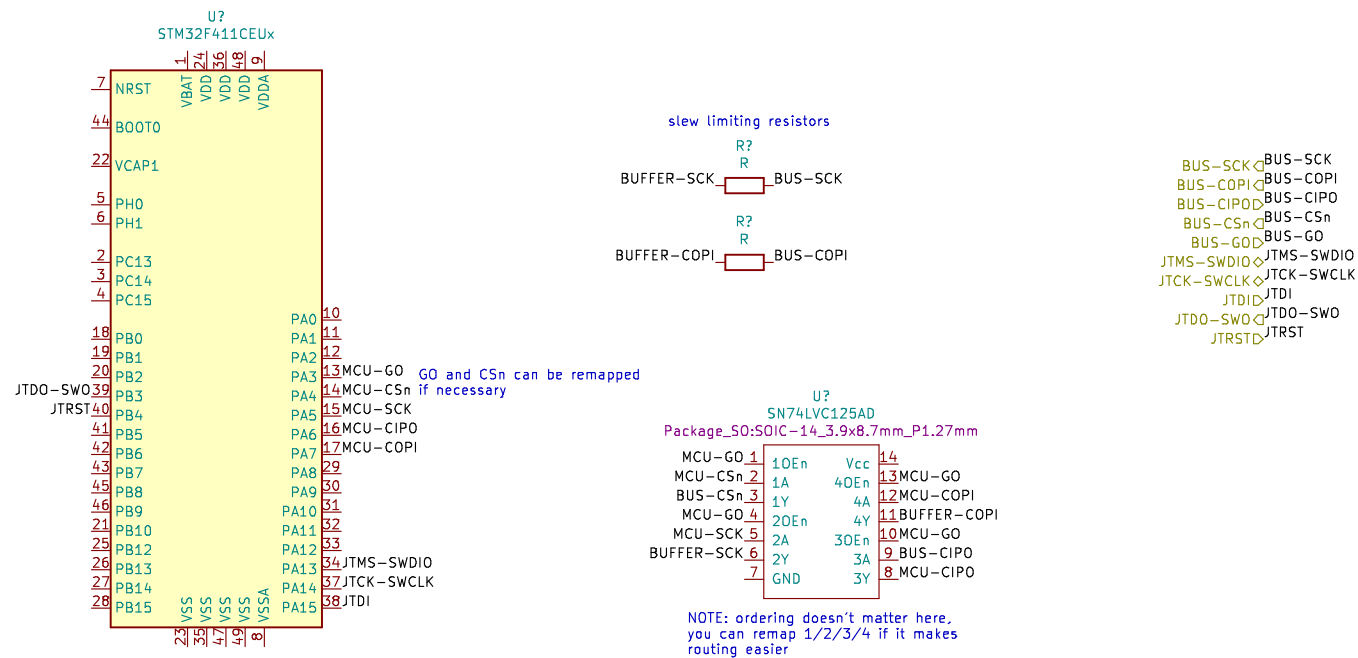 U?
STM32F411CEUx
1 VBAT
24 VDD
36 VDD
48 VDD
9 VDDA
7 NRST
44 BOOT0
22 VCAP1
5 PH0
6 PH1
2 PC13
3 PC14
4 PC15
18 PB0
19 PB1
20 PB2
JTDO-SWO 39 PB3
JTRST 40 PB4
41 PB5
42 PB6
43 PB7
45 PB8
46 PB9
21 PB10
25 PB12
26 PB13
27 PB14
28 PB15
PA0 10
PA1 11
PA2 12
PA3 13 MCU-GO
PA4 14 MCU-CSn
PA5 15 MCU-SCK
PA6 16 MCU-CIPO
PA7 17 MCU-COPI
PA8 29
PA9 30
PA10 31
PA11 32
PA12 33
PA13 34 JTMS-SWDIO
PA14 37 JTCK-SWCLK
PA15 38 JTDI
23 VSS
35 VSS
47 VSS
49 VSS
8 VSSA
GO and CSn can be remapped
if necessary
slew limiting resistors
R?
R
BUFFER-SCK BUS-SCK
R?
R
BUFFER-COPI BUS-COPI
U?
SN74LVC125AD
Package_SO:SOIC-14_3.9x8.7mm_P1.27mm
MCU-GO 1 1OEn Vcc 14
MCU-CSn 2 1A 4OEn 13 MCU-GO
BUS-CSn 3 1Y 4A 12 MCU-COPI
MCU-GO 4 2OEn 4Y 11 BUFFER-COPI
MCU-SCK 5 2A 3OEn 10 MCU-GO
BUFFER-SCK 6 2Y 3A 9 BUS-CIPO
7 GND 3Y 8 MCU-CIPO
NOTE: ordering doesn't matter here,
you can remap 1/2/3/4 if it makes
routing easier
BUS-SCK BUS-SCK
BUS-COPI BUS-COPI
BUS-CIPO BUS-CIPO
BUS-CSn BUS-CSn
BUS-GO BUS-GO
JTMS-SWDIO JTMS-SWDIO
JTCK-SWCLK JTCK-SWCLK
JTDI JTDI
JTDO-SWO JTDO-SWO
JTRST JTRST